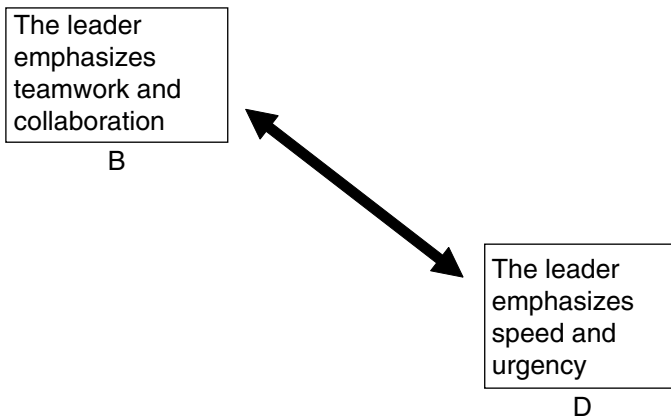 The leader
emphasizes
teamwork and
collaboration
B
The leader
emphasizes
speed and
urgency
D